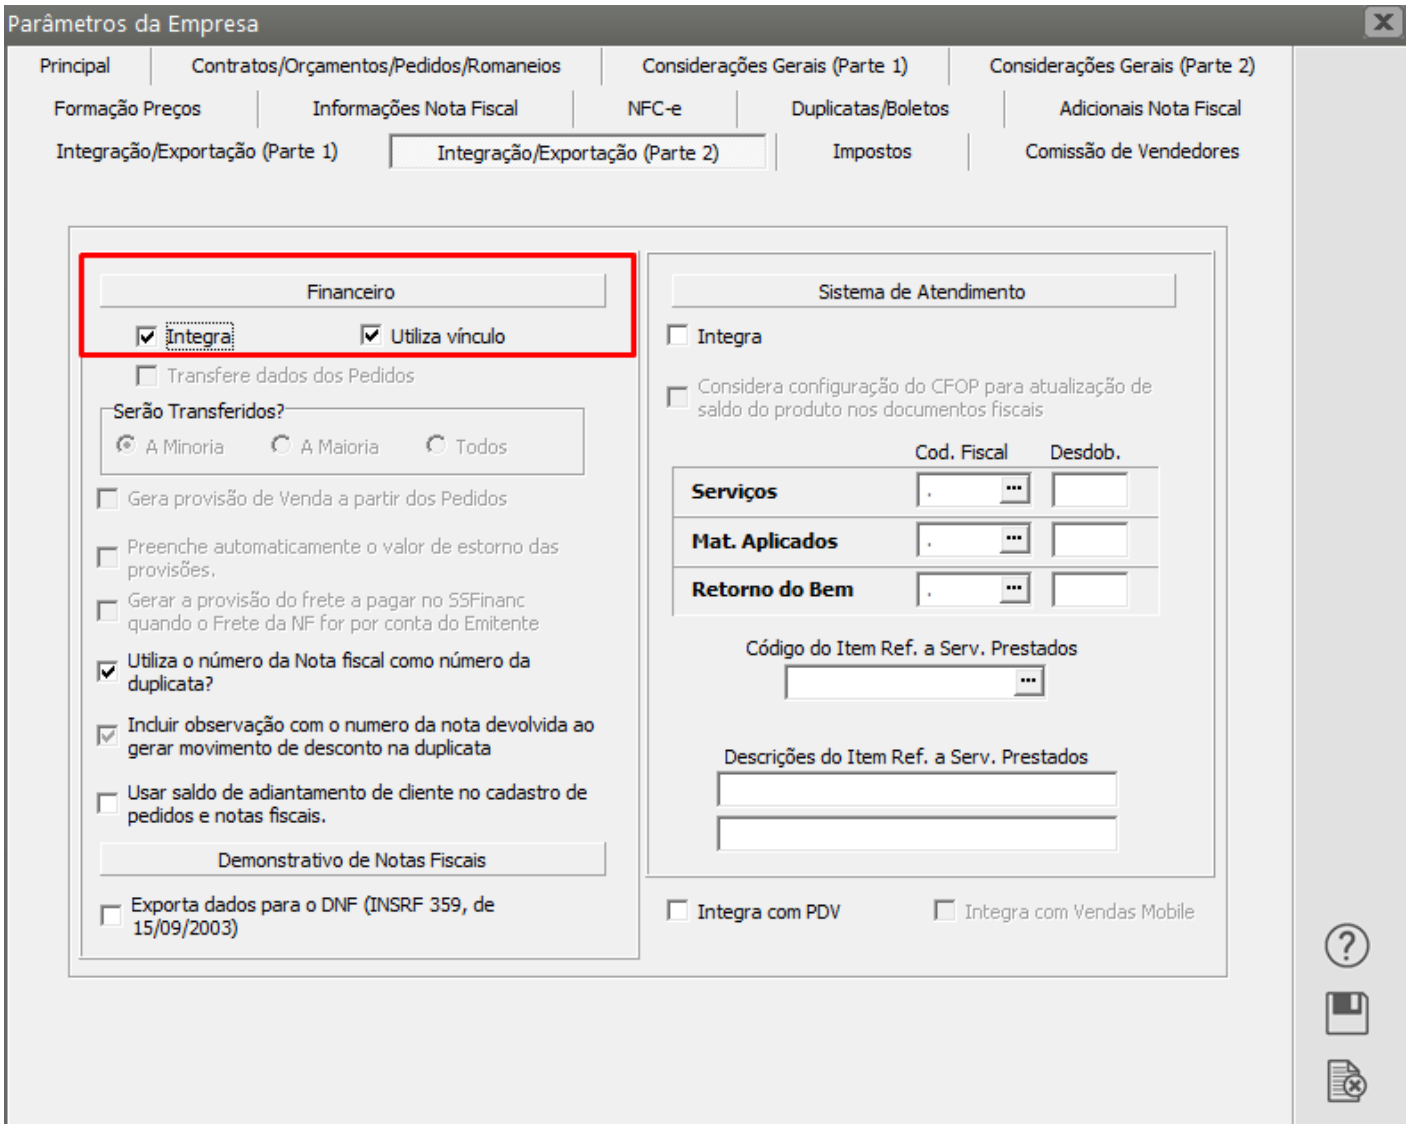 Parâmetros da Empresa
Principal
Contratos/Orçamentos/Pedidos/Romaneios
Considerações Gerais (Parte 1)
Considerações Gerais (Parte 2)
Formação Preços
Informações Nota Fiscal
NFC-e
Duplicatas/Boletos
Adicionais Nota Fiscal
Integração/Exportação (Parte 1)
Integração/Exportação (Parte 2)
Impostos
Comissão de Vendedores
Financeiro
Integra
Utiliza vínculo
Transfere dados dos Pedidos
Serão Transferidos?
A Minoria
A Maioria
Todos
Gera provisão de Venda a partir dos Pedidos
Preenche automaticamente o valor de estorno das
provisões.
Gerar a provisão do frete a pagar no SSFinanc
quando o Frete da NF for por conta do Emitente
Utiliza o número da Nota fiscal como número da
duplicata?
Incluir observação com o numero da nota devolvida ao
gerar movimento de desconto na duplicata
Usar saldo de adiantamento de cliente no cadastro de
pedidos e notas fiscais.
Demonstrativo de Notas Fiscais
Exporta dados para o DNF (INSRF 359, de
15/09/2003)
Sistema de Atendimento
Integra
Considera configuração do CFOP para atualização de
saldo do produto nos documentos fiscais
Cod. Fiscal
Desdob.
Serviços
.
...
Mat. Aplicados
.
...
Retorno do Bem
.
...
Código do Item Ref. a Serv. Prestados
...
Descrições do Item Ref. a Serv. Prestados
Integra com PDV
Integra com Vendas Mobile